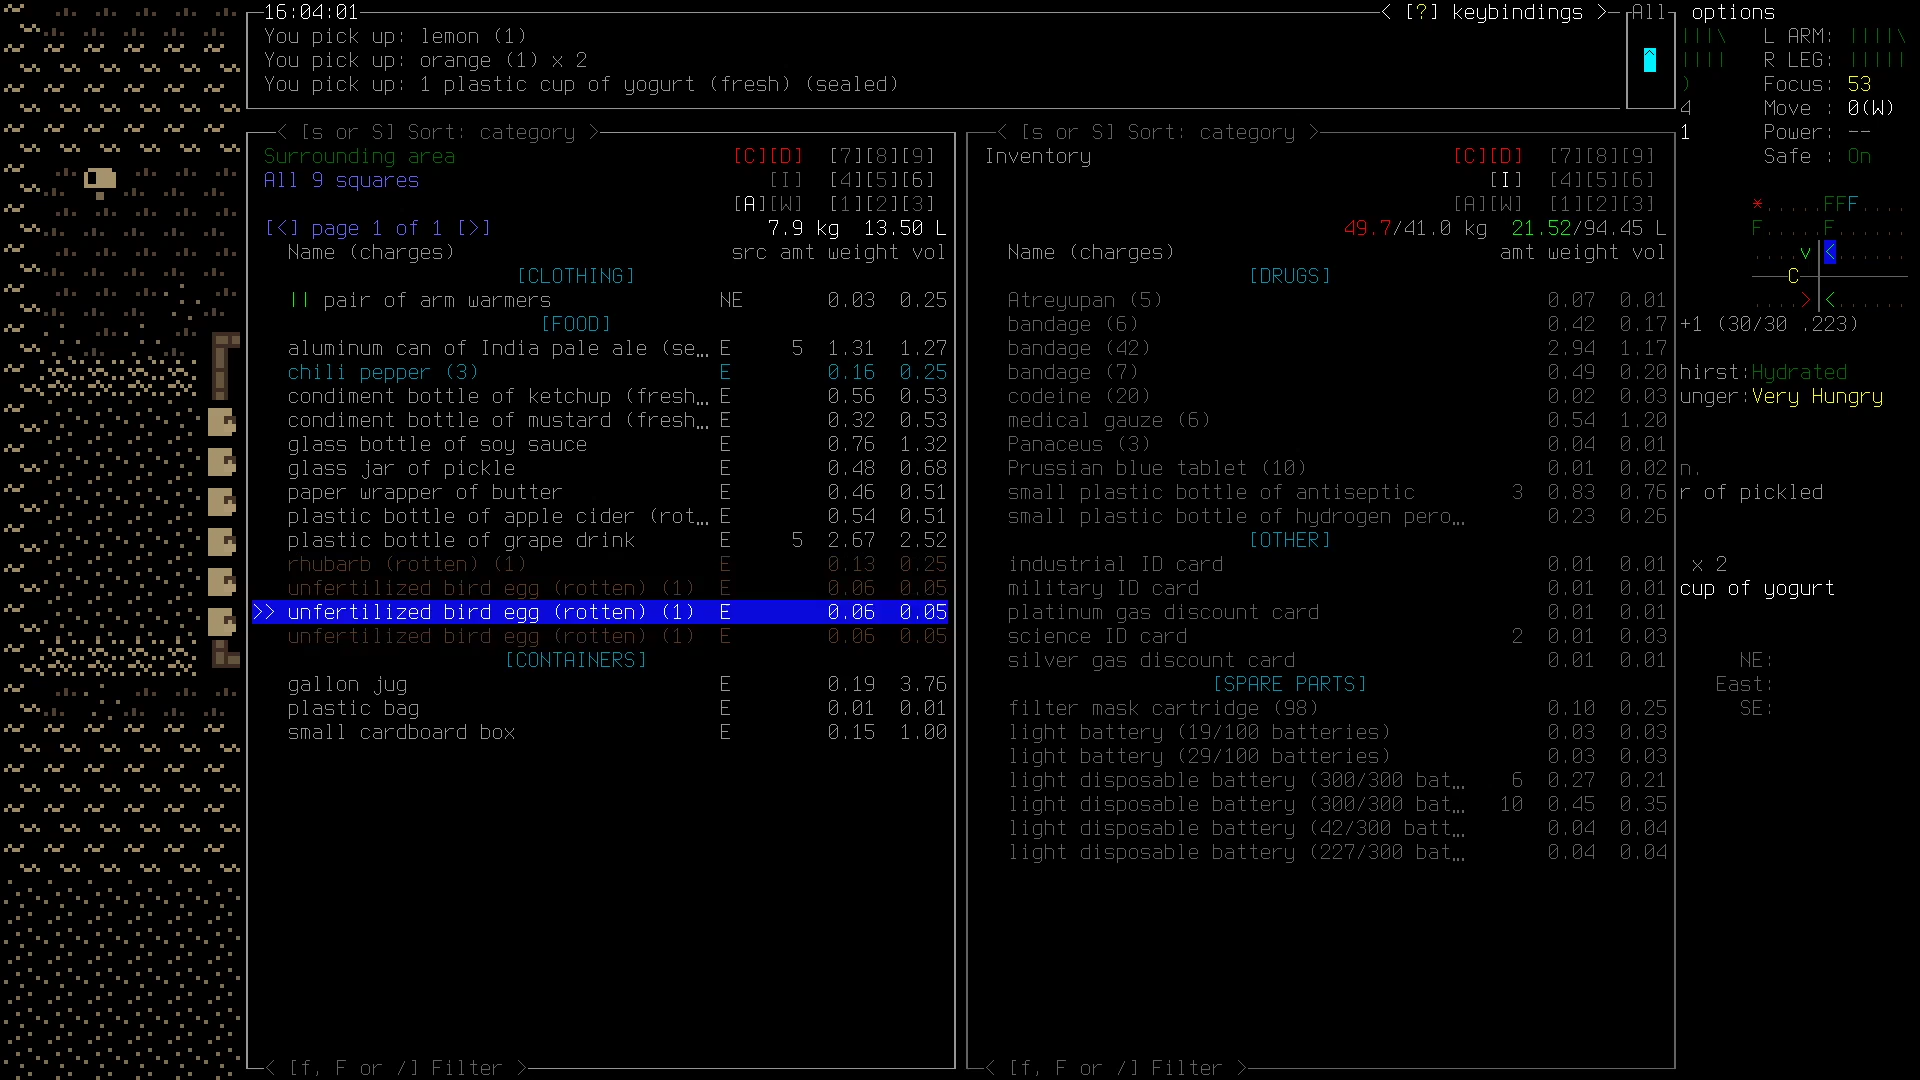 16:04:01 < [?] keybindings > All options
You pick up: lemon (1)
You pick up: orange (1) x 2
You pick up: 1 plastic cup of yogurt (fresh) (sealed)
^
|||\ L ARM: ||||\
|||| R LEG: |||||
) Focus: 53
4 Move : 0(W)
1 Power: --
Safe : On
< [s or S] Sort: category >
Surrounding area [C][D] [7][8][9]
All 9 squares [I] [4][5][6]
[A][W] [1][2][3]
[<] page 1 of 1 [>] 7.9 kg 13.50 L
Name (charges) src amt weight vol
[CLOTHING]
|| pair of arm warmers NE 0.03 0.25
[FOOD]
aluminum can of India pale ale (se… E 5 1.31 1.27
chili pepper (3) E 0.16 0.25
condiment bottle of ketchup (fresh… E 0.56 0.53
condiment bottle of mustard (fresh… E 0.32 0.53
glass bottle of soy sauce E 0.76 1.32
glass jar of pickle E 0.48 0.68
paper wrapper of butter E 0.46 0.51
plastic bottle of apple cider (rot… E 0.54 0.51
plastic bottle of grape drink E 5 2.67 2.52
rhubarb (rotten) (1) E 0.13 0.25
unfertilized bird egg (rotten) (1) E 0.06 0.05
>> unfertilized bird egg (rotten) (1) E 0.06 0.05
unfertilized bird egg (rotten) (1) E 0.06 0.05
[CONTAINERS]
gallon jug E 0.19 3.76
plastic bag E 0.01 0.01
small cardboard box E 0.15 1.00
< [f, F or /] Filter >
< [s or S] Sort: category >
Inventory [C][D] [7][8][9]
[I] [4][5][6]
[A][W] [1][2][3]
49.7/41.0 kg 21.52/94.45 L
Name (charges) amt weight vol
[DRUGS]
Atreyupan (5) 0.07 0.01
bandage (6) 0.42 0.17
bandage (42) 2.94 1.17
bandage (7) 0.49 0.20
codeine (20) 0.02 0.03
medical gauze (6) 0.54 1.20
Panaceus (3) 0.04 0.01
Prussian blue tablet (10) 0.01 0.02
small plastic bottle of antiseptic 3 0.83 0.76
small plastic bottle of hydrogen pero… 0.23 0.26
[OTHER]
industrial ID card 0.01 0.01
military ID card 0.01 0.01
platinum gas discount card 0.01 0.01
science ID card 2 0.01 0.03
silver gas discount card 0.01 0.01
[SPARE PARTS]
filter mask cartridge (98) 0.10 0.25
light battery (19/100 batteries) 0.03 0.03
light battery (29/100 batteries) 0.03 0.03
light disposable battery (300/300 bat… 6 0.27 0.21
light disposable battery (300/300 bat… 10 0.45 0.35
light disposable battery (42/300 batt… 0.04 0.04
light disposable battery (227/300 bat… 0.04 0.04
< [f, F or /] Filter >
*.....FFF....
F.....F......
....v|<......
C
....>|<......
+1 (30/30 .223)
hirst:Hydrated
unger:Very Hungry
n.
r of pickled
x 2
cup of yogurt
NE:
East:
SE: